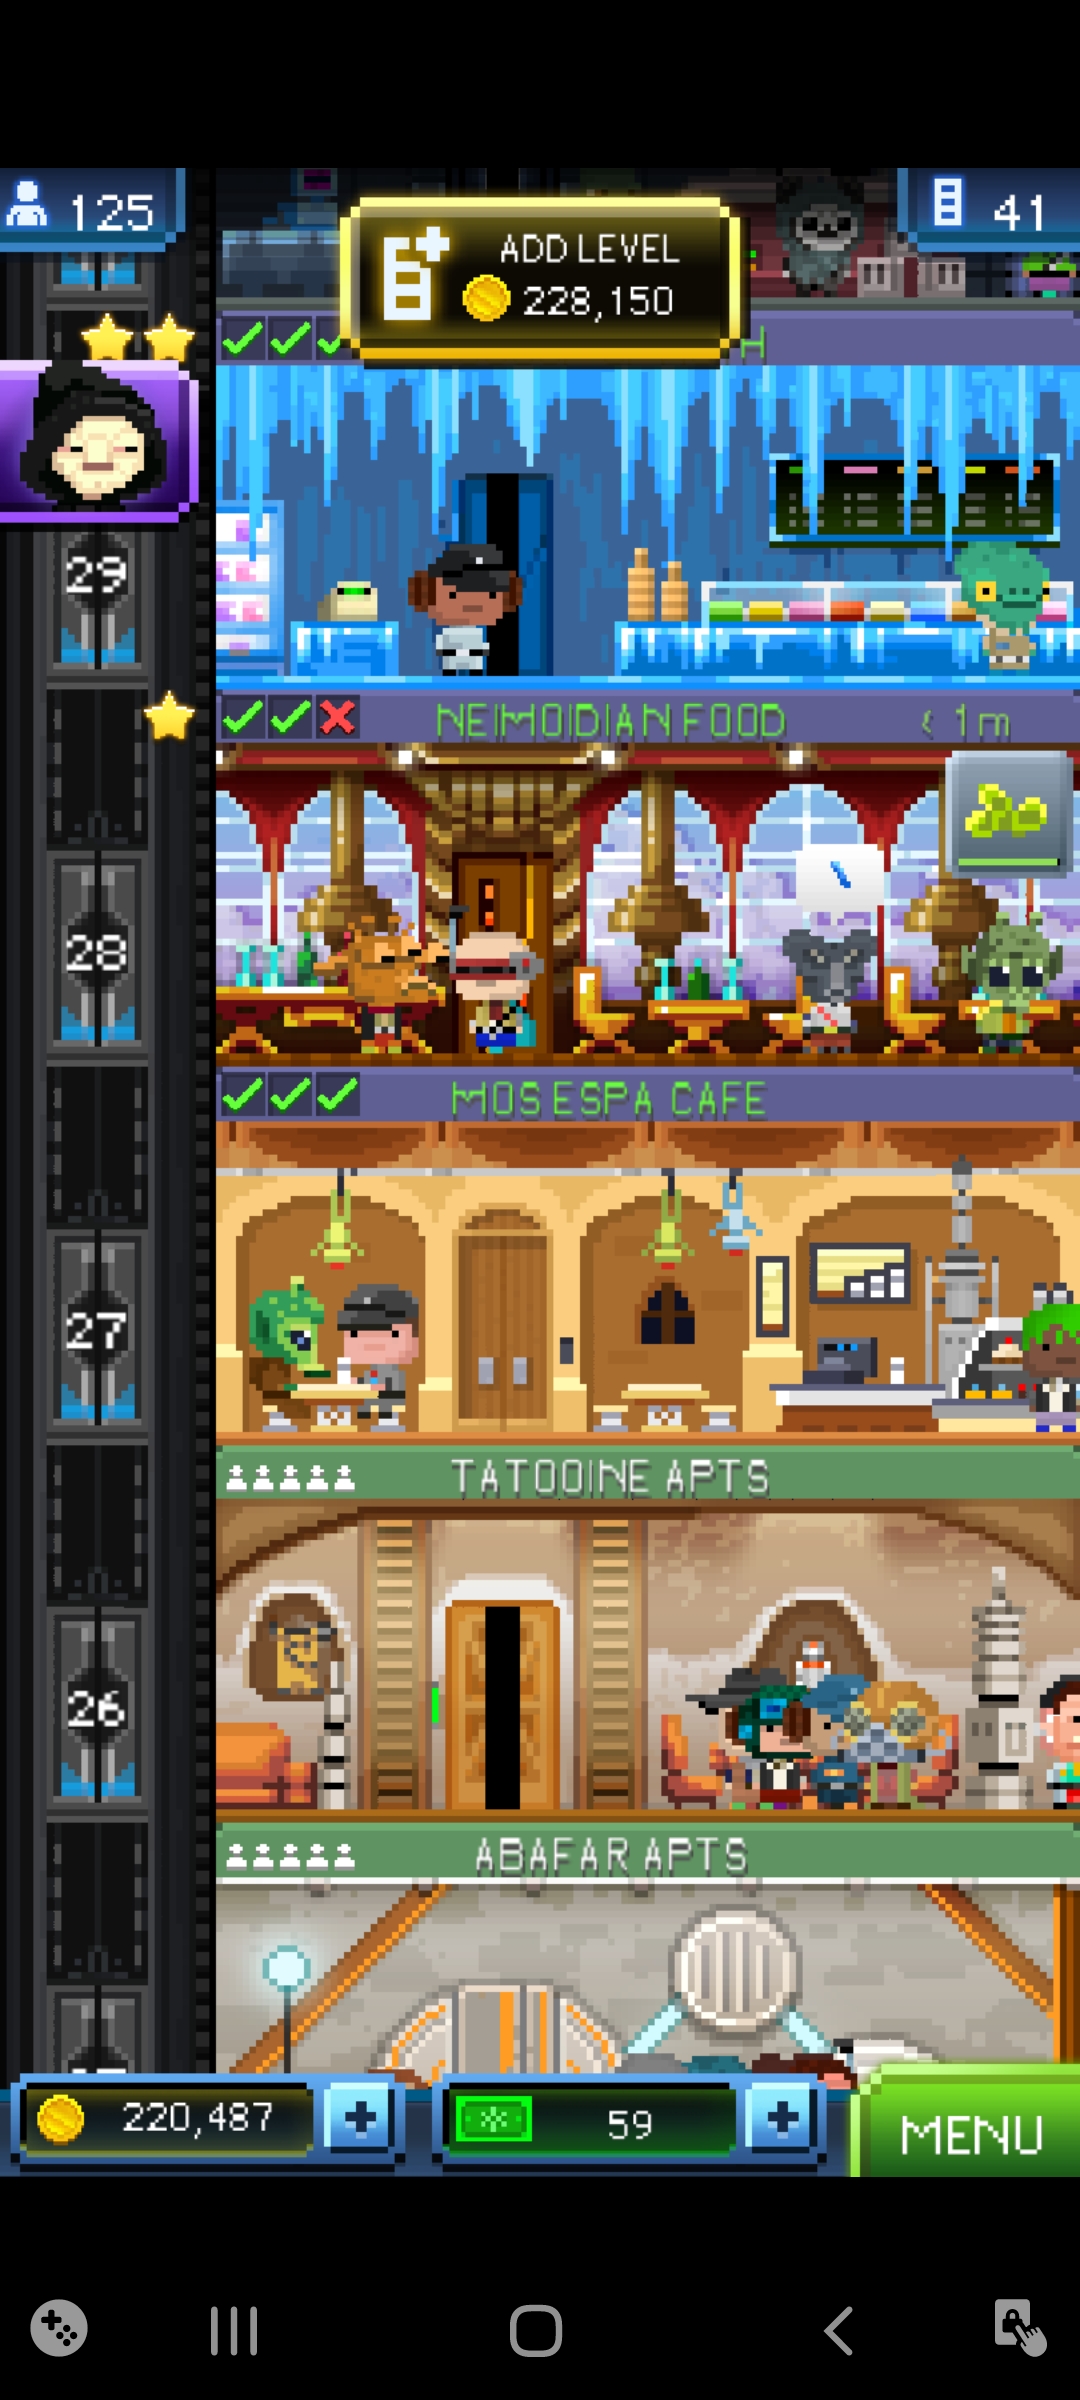 125
ADD LEVEL
228,150
41
H
29
NEIMOIDIAN FOOD
< 1m
28
MOS ESPA CAFE
27
TATOOINE APTS
26
ABAFAR APTS
220,487
59
MENU